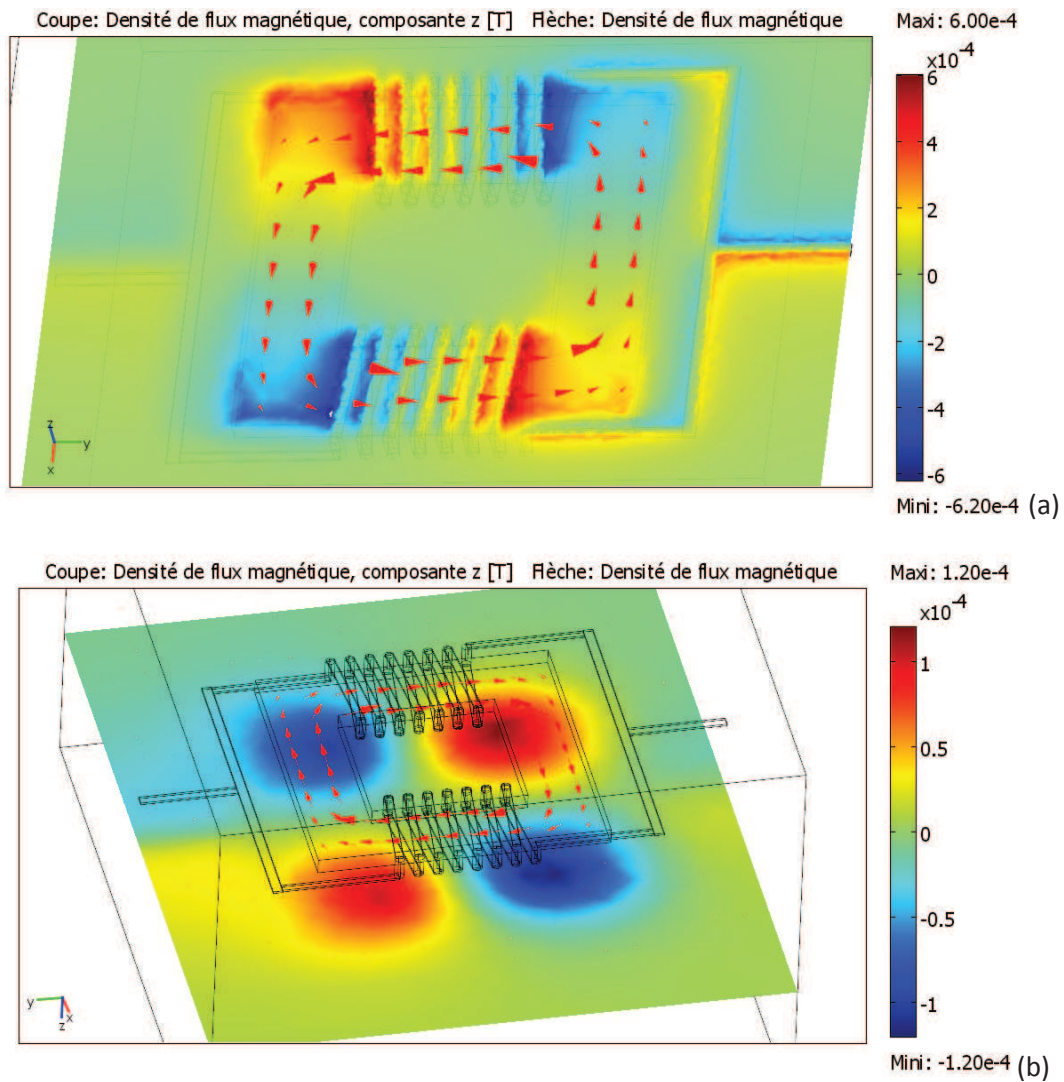 Coupe: Densité de flux magnétique, composante z [T] Flèche: Densité de flux magnétique
Maxi: 6.00e-4
×10⁻⁴
6
4
2
0
-2
-4
-6
Mini: -6.20e-4
(a)
z
y
x
Coupe: Densité de flux magnétique, composante z [T] Flèche: Densité de flux magnétique
Maxi: 1.20e-4
×10⁻⁴
1
0.5
0
-0.5
-1
Mini: -1.20e-4
(b)
y
x
z